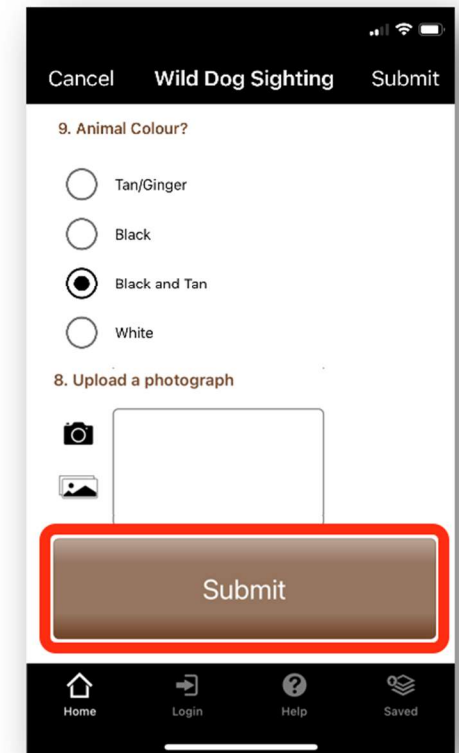 Cancel Wild Dog Sighting Submit
9. Animal Colour?
Tan/Ginger
Black
Black and Tan
White
8. Upload a photograph
Submit
Home Login Help Saved